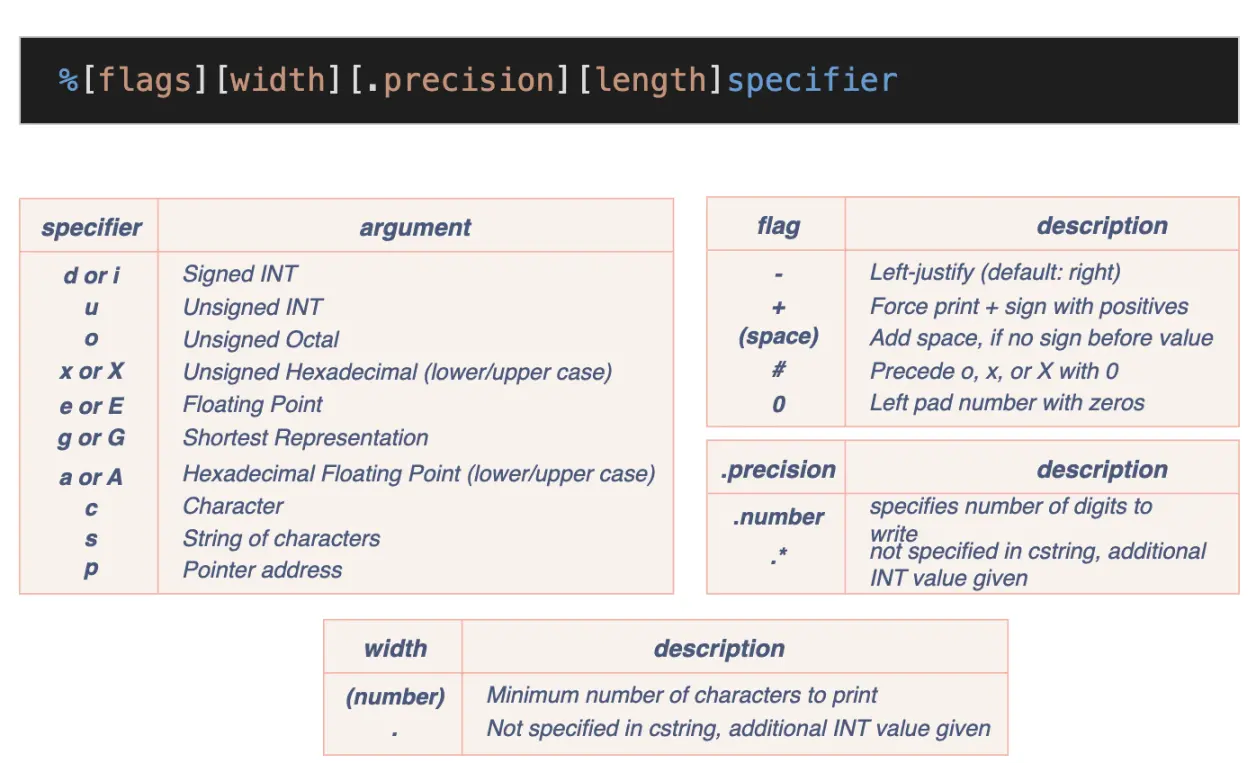 %[flags][width][.precision][length]specifier
specifier argument
d or i Signed INT
u Unsigned INT
o Unsigned Octal
x or X Unsigned Hexadecimal (lower/upper case)
e or E Floating Point
g or G Shortest Representation
a or A Hexadecimal Floating Point (lower/upper case)
c Character
s String of characters
p Pointer address
flag description
- Left-justify (default: right)
+ Force print + sign with positives
(space) Add space, if no sign before value
# Precede o, x, or X with 0
0 Left pad number with zeros
.precision description
.number specifies number of digits to
write
.* not specified in cstring, additional
INT value given
width description
(number) Minimum number of characters to print
. Not specified in cstring, additional INT value given